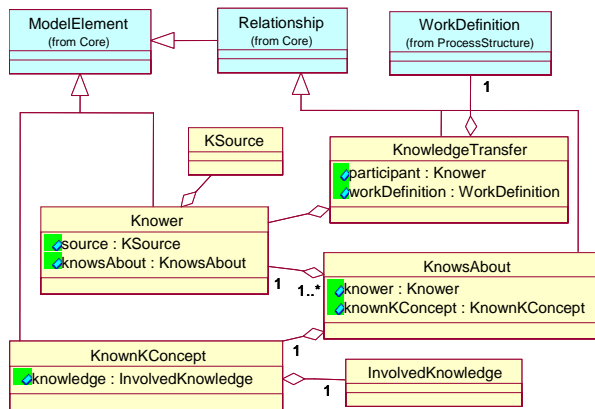 ModelElement
(from Core)
Relationship
(from Core)
WorkDefinition
(from ProcessStructure)
1
KSource
KnowledgeTransfer
participant : Knower
workDefinition : WorkDefinition
Knower
source : KSource
knowsAbout : KnowsAbout
1
1..*
KnowsAbout
knower : Knower
knownKConcept : KnownKConcept
1
KnownKConcept
knowledge : InvolvedKnowledge
1
InvolvedKnowledge